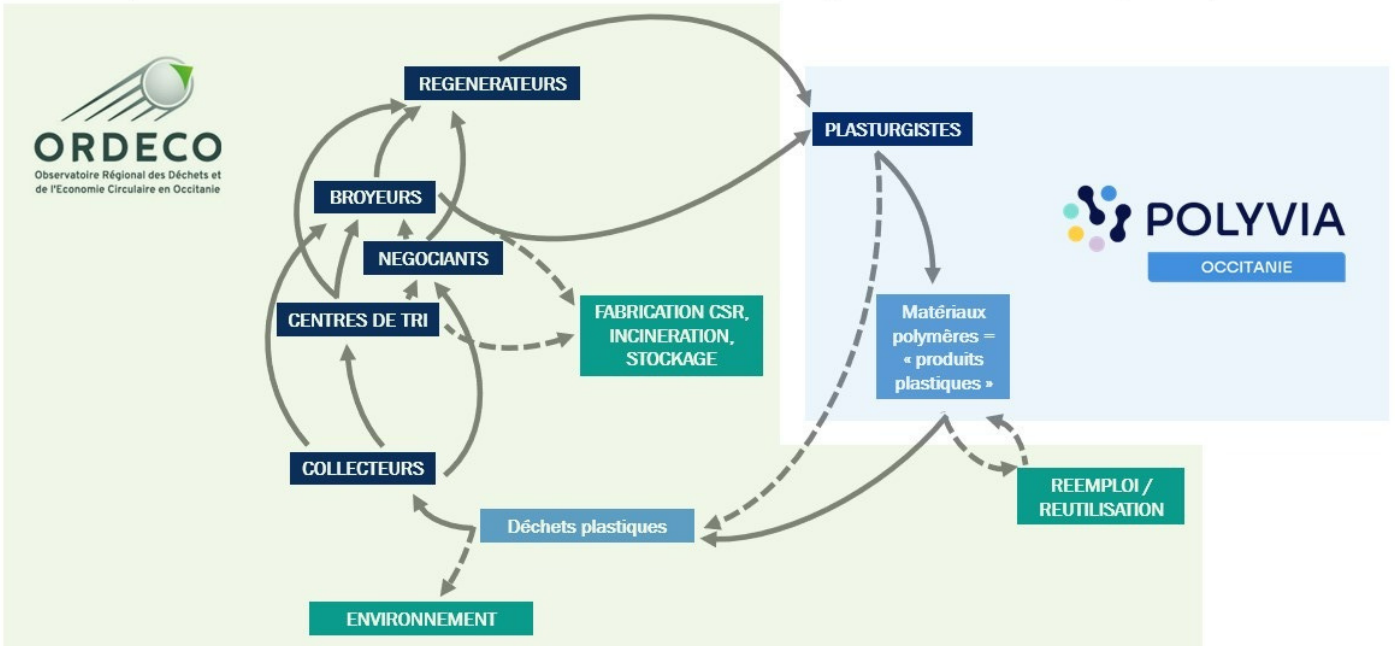 REGENERATEURS
ORDECO
Observatoire Régional des Déchets et
de l'Economie Circulaire en Occitanie
PLASTURGISTES
BROYEURS
POLYVIA
OCCITANIE
NEGOCIANTS
CENTRES DE TRI
FABRICATION CSR,
INCINERATION,
STOCKAGE
Matériaux
polymères =
« produits
plastiques »
COLLECTEURS
REEMPLOI /
REUTILISATION
Déchets plastiques
ENVIRONNEMENT